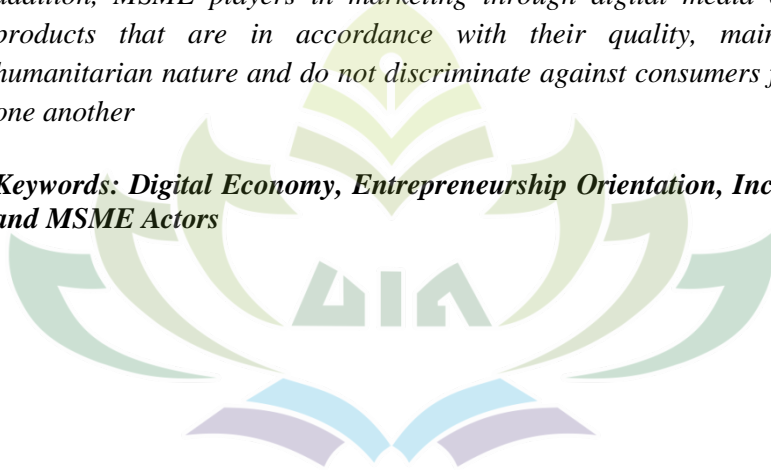 addition, MSME players in marketing through digital media
products that are in accordance with their quality,
humanitarian nature and do not discriminate against consumers
one another
Keywords: Digital Economy, Entrepreneurship Orientation,
and MSME Actors
UIN